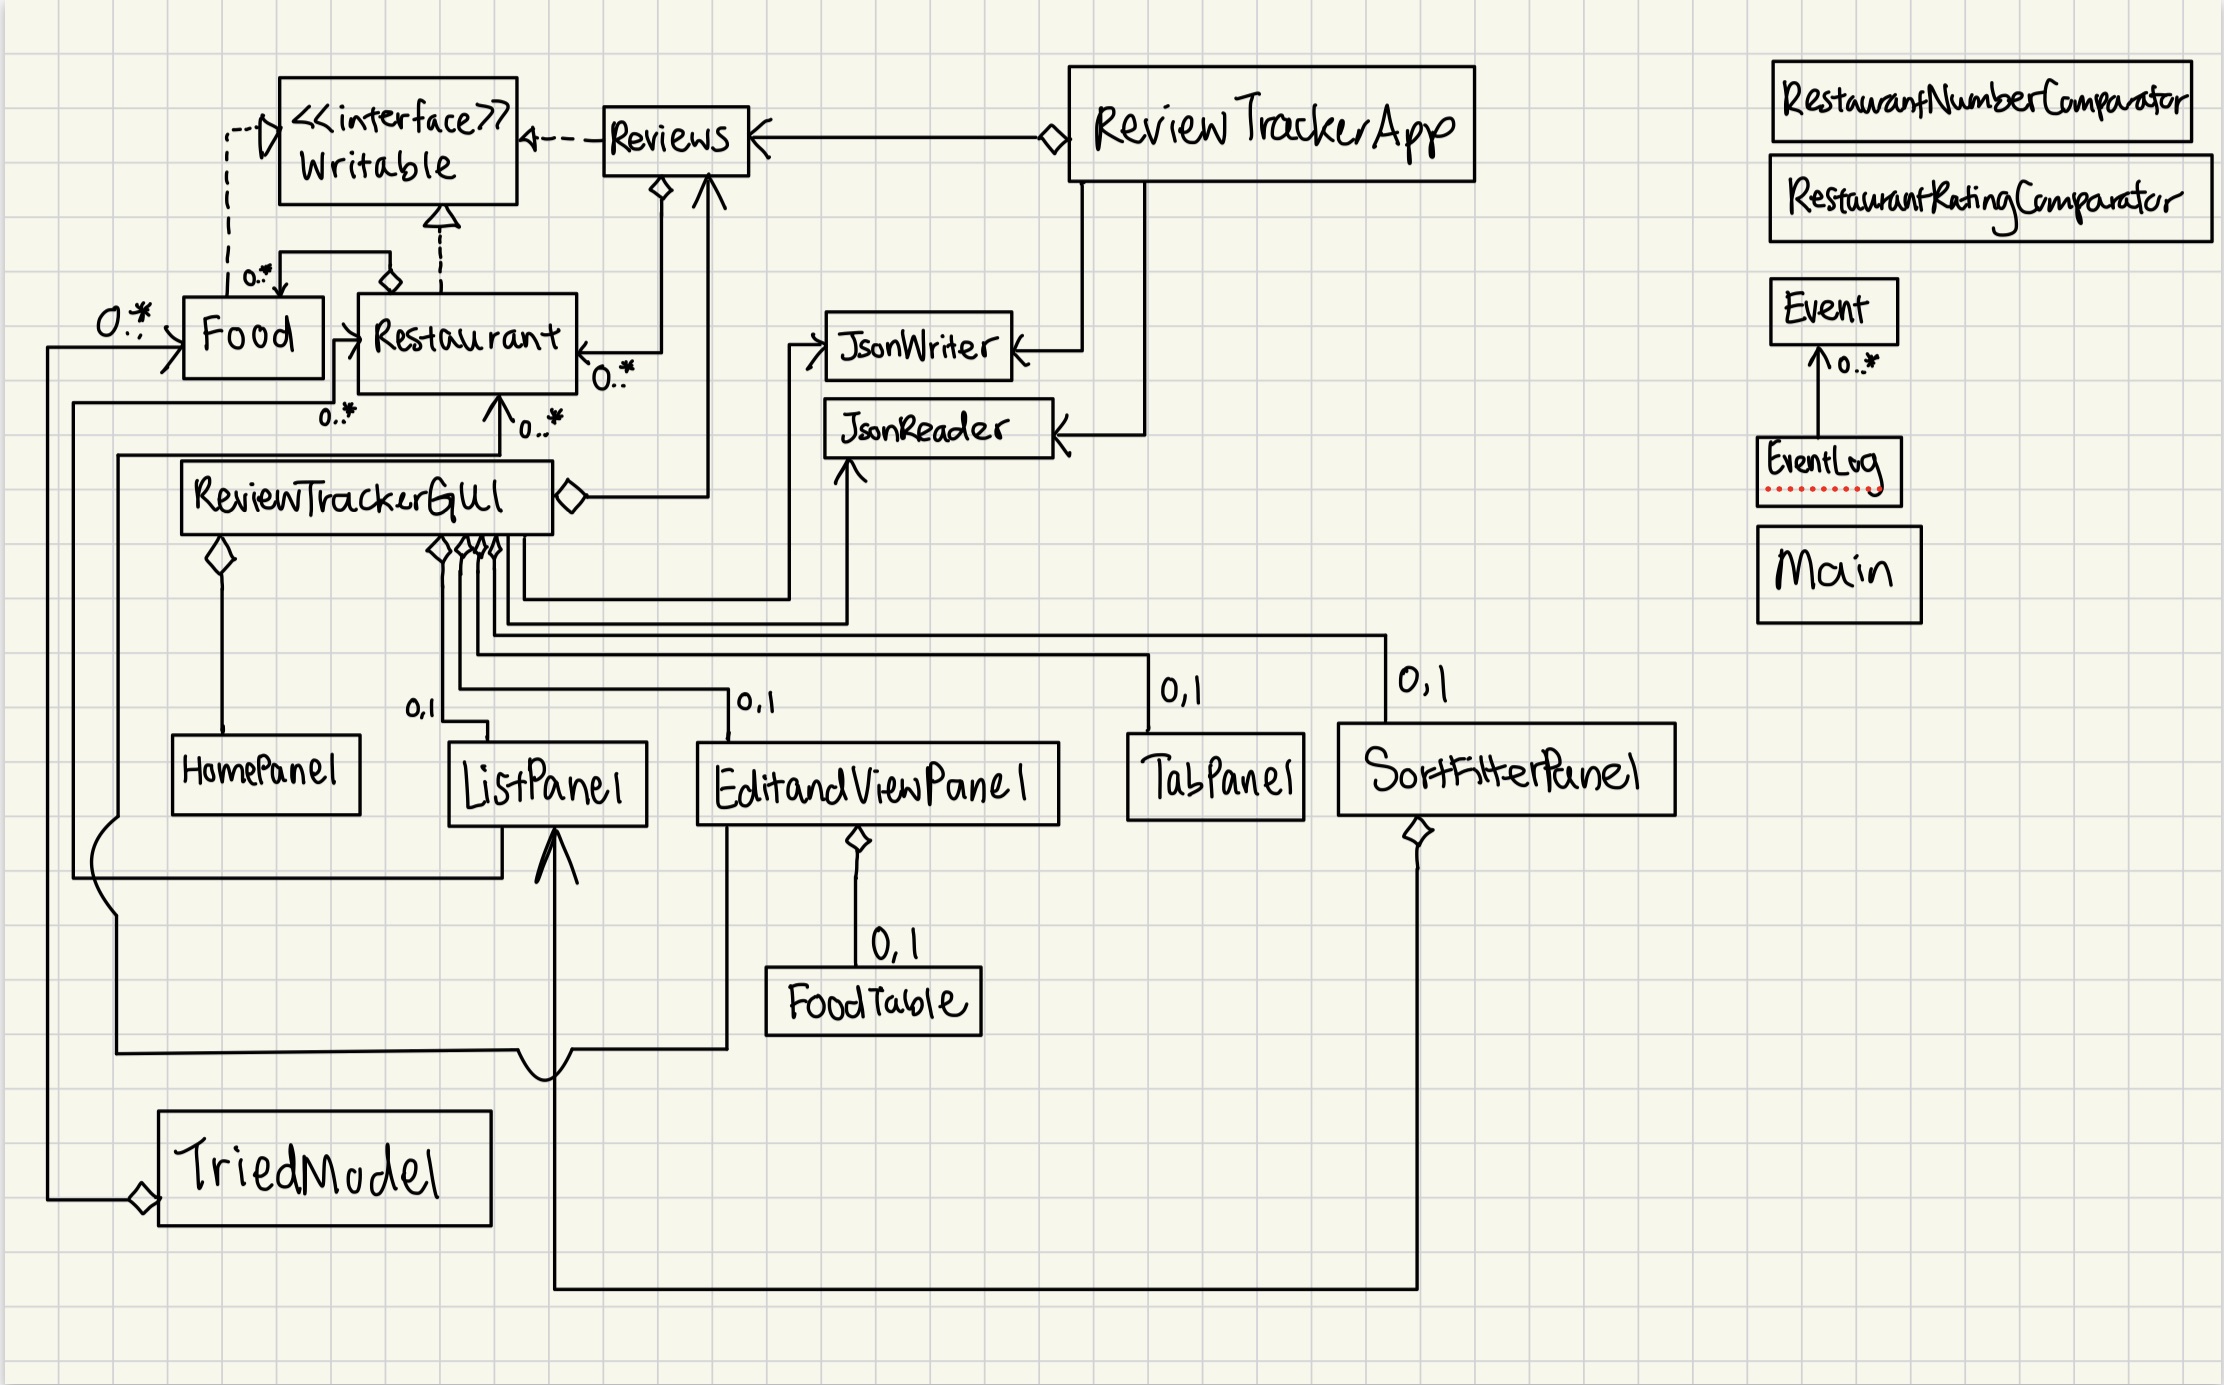 <<interface>>
Writable
Reviews
ReviewTrackerApp
RestaurantNumberComparator
RestaurantRatingComparator
0..*
0..*
Food
Restaurant
0..*
0..*
0..*
JsonWriter
JsonReader
Event
0..*
EventLog
Main
ReviewTrackerGUI
0,1
0,1
0,1
0,1
HomePanel
ListPanel
EditandViewPanel
TabPanel
SortFilterPanel
0,1
FoodTable
TriedModel